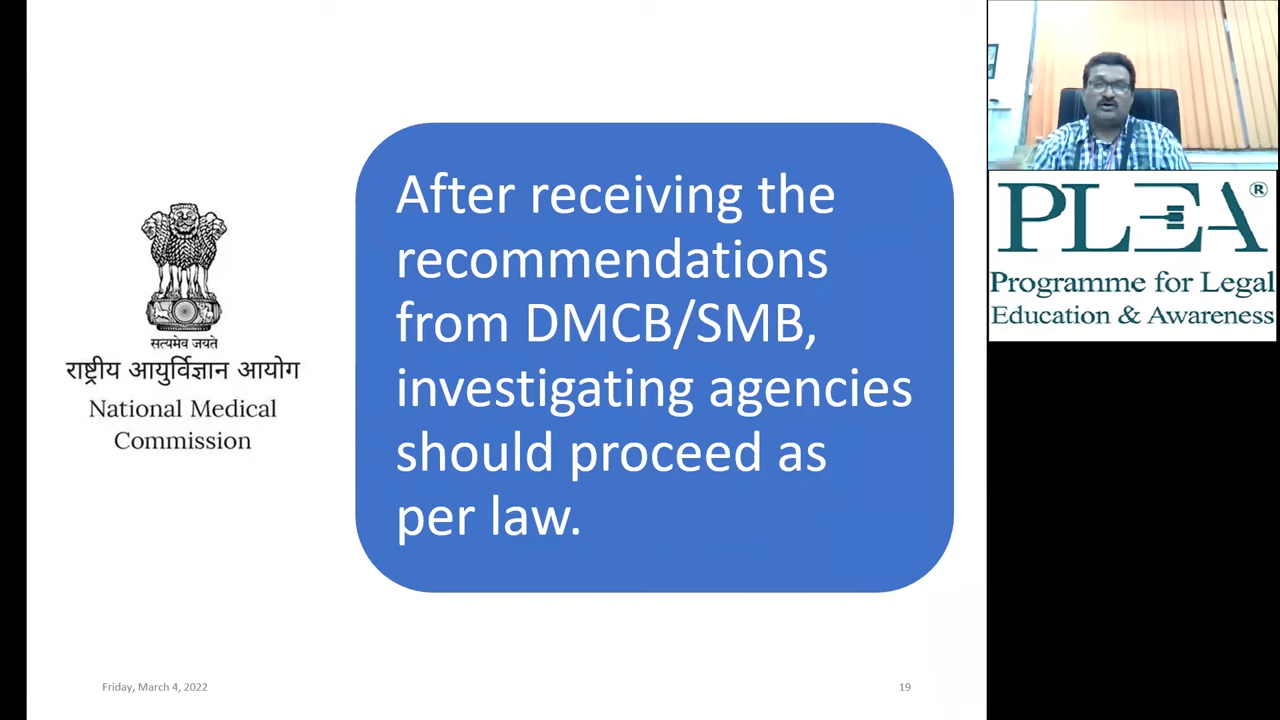 सत्यमेव जयते
राष्ट्रीय आयुर्विज्ञान आयोग
National Medical
Commission
After receiving the
recommendations
from DMCB/SMB,
investigating agencies
should proceed as
per law.
Friday, March 4, 2022
19
PLEA®
Programme for Legal
Education & Awareness